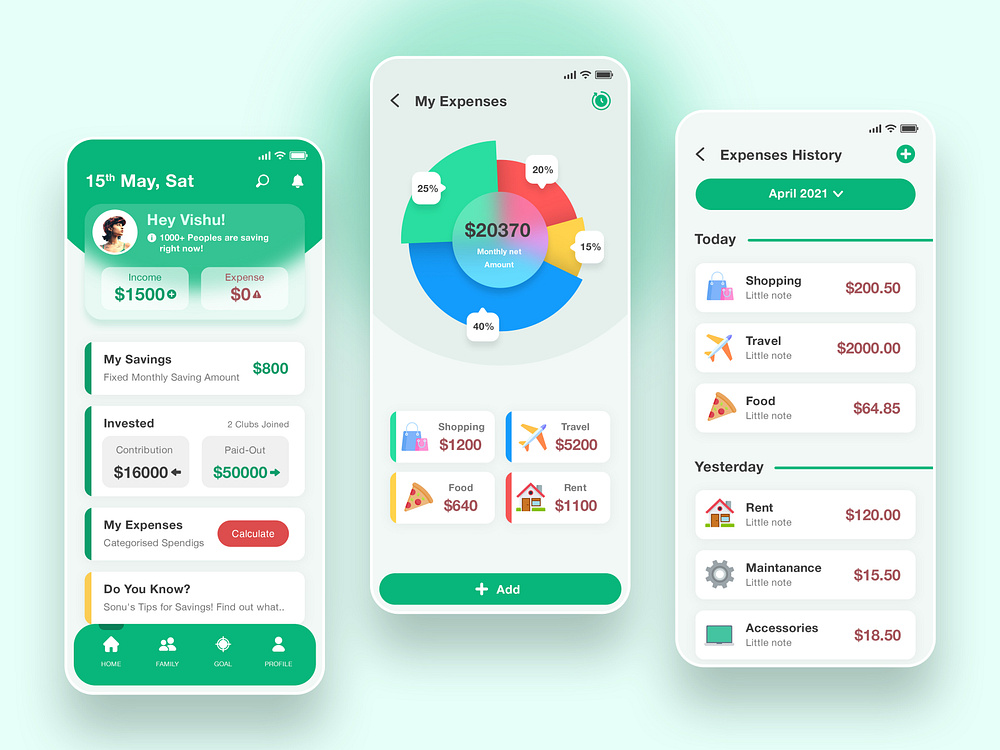 15th May, Sat
Hey Vishu!
1000+ Peoples are saving
right now!
Income
$1500
Expense
$0
My Savings
Fixed Monthly Saving Amount
$800
Invested
2 Clubs Joined
Contribution
$16000
Paid-Out
$50000
My Expenses
Categorised Spendigs
Calculate
Do You Know?
Sonu's Tips for Savings! Find out what..
HOME
FAMILY
GOAL
PROFILE
My Expenses
25%
20%
15%
40%
$20370
Monthly net
Amount
Shopping
$1200
Travel
$5200
Food
$640
Rent
$1100
Add
Expenses History
April 2021
Today
Shopping
Little note
$200.50
Travel
Little note
$2000.00
Food
Little note
$64.85
Yesterday
Rent
Little note
$120.00
Maintanance
Little note
$15.50
Accessories
Little note
$18.50